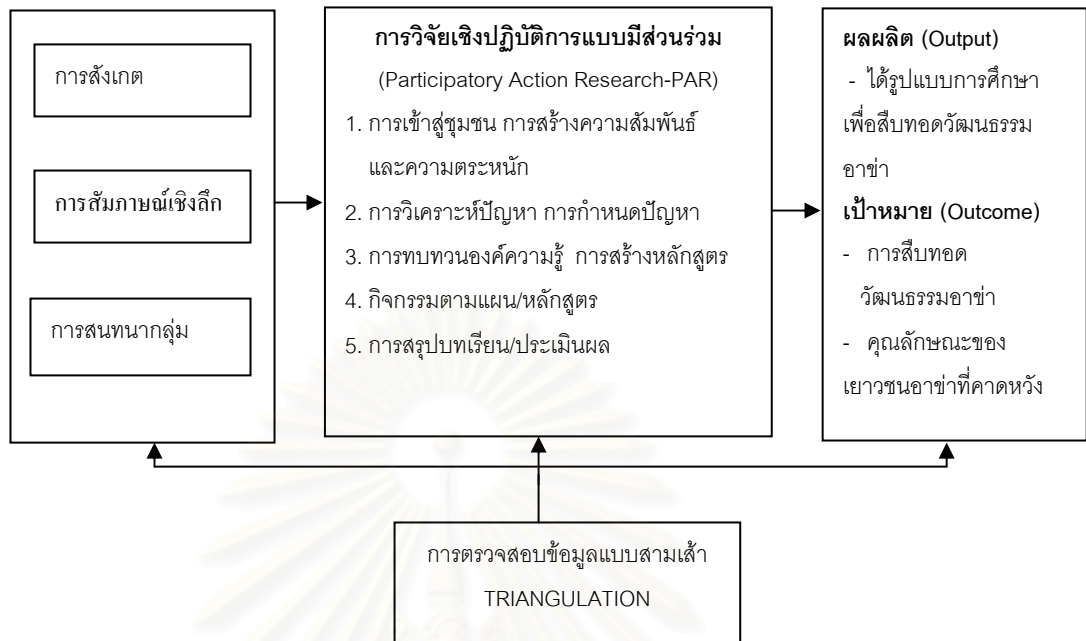 การสังเกต
การสัมภาษณ์เชิงลึก
การสนทนากลุ่ม
การวิจัยเชิงปฏิบัติการแบบมีส่วนร่วม
(Participatory Action Research-PAR)
1. การเข้าสู่ชุมชน การสร้างความสัมพันธ์
และความตระหนัก
2. การวิเคราะห์ปัญหา การกำหนดปัญหา
3. การทบทวนองค์ความรู้ การสร้างหลักสูตร
4. กิจกรรมตามแผน/หลักสูตร
5. การสรุปบทเรียน/ประเมินผล
ผลผลิต (Output)
- ได้รูปแบบการศึกษา
เพื่อสืบทอดวัฒนธรรม
อาข่า
เป้าหมาย (Outcome)
- การสืบทอด
วัฒนธรรมอาข่า
- คุณลักษณะของ
เยาวชนอาข่าที่คาดหวัง
การตรวจสอบข้อมูลแบบสามเส้า
TRIANGULATION